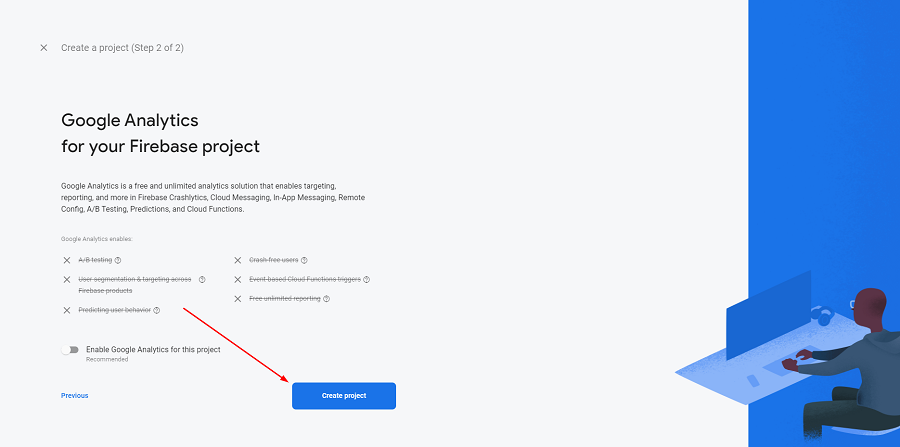 Create a project (Step 2 of 2)
Google Analytics
for your Firebase project
Google Analytics is a free and unlimited analytics solution that enables targeting,
reporting, and more in Firebase Crashlytics, Cloud Messaging, In-App Messaging, Remote
Config, A/B Testing, Predictions, and Cloud Functions.
Google Analytics enables:
A/B testing
Crash-free users
User segmentation & targeting across
Firebase products
Event-based Cloud Functions triggers
Free unlimited reporting
Predicting user behavior
Enable Google Analytics for this project
Recommended
Previous
Create project